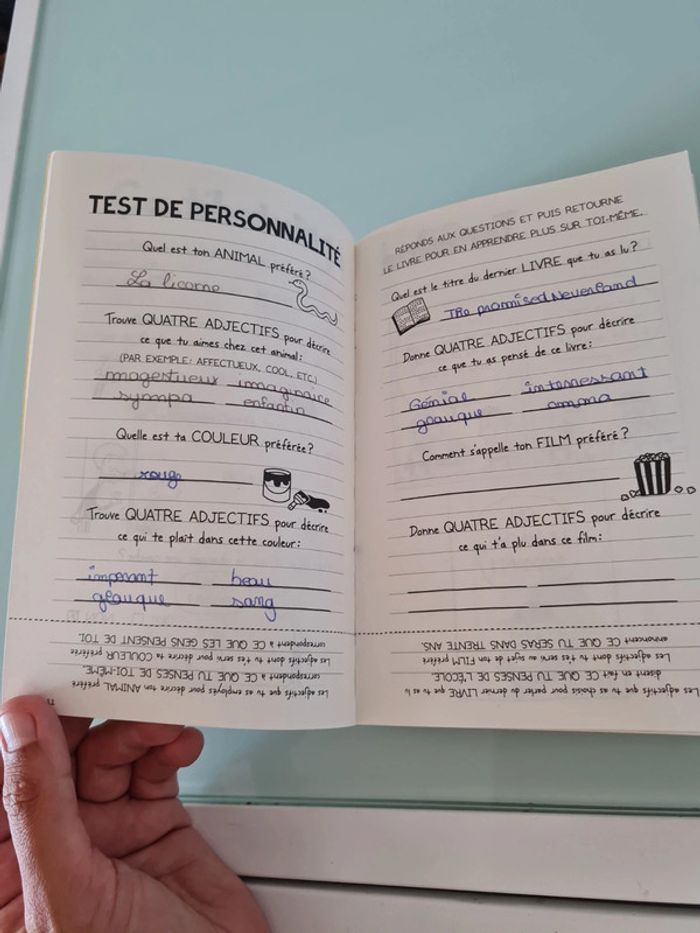 TEST DE PERSONNALITÉ
Quel est ton ANIMAL préféré?
La licorne
Trouve QUATRE ADJECTIFS pour décrire
ce que tu aimes chez cet animal:
(PAR EXEMPLE: AFFECTUEUX, COOL, ETC.)
magestueux imaginaire
sympa enfantin
Quelle est ta COULEUR préférée?
rouge
Trouve QUATRE ADJECTIFS pour décrire
ce qui te plait dans cette couleur:
imposant beau
glauque sang
correspondent à CE QUE LES GENS PENSENT DE TOI.
Les adjectifs dont tu t'es servi pour décrire ta COULEUR préférée
correspondent à CE QUE TU PENSES DE TOI-MÊME.
Les adjectifs que tu as employés pour décrire ton ANIMAL préféré
11
RÉPONDS AUX QUESTIONS ET PUIS RETOURNE
LE LIVRE POUR EN APPRENDRE PLUS SUR TOI-MÊME.
Quel est le titre du dernier LIVRE que tu as lu?
The promised Neverland
Donne QUATRE ADJECTIFS pour décrire
ce que tu as pensé de ce livre:
Génial interressant
glauque omma
Comment s'appelle ton FILM préféré?
Donne QUATRE ADJECTIFS pour décrire
ce qui t'a plu dans ce film:
annoncent CE QUE TU SERAS DANS TRENTE ANS.
Les adjectifs dont tu t'es servi au sujet de ton FILM préféré
disent en fait CE QUE TU PENSES DE L'ÉCOLE.
Les adjectifs que tu as choisis pour parler du dernier LIVRE que tu as lu